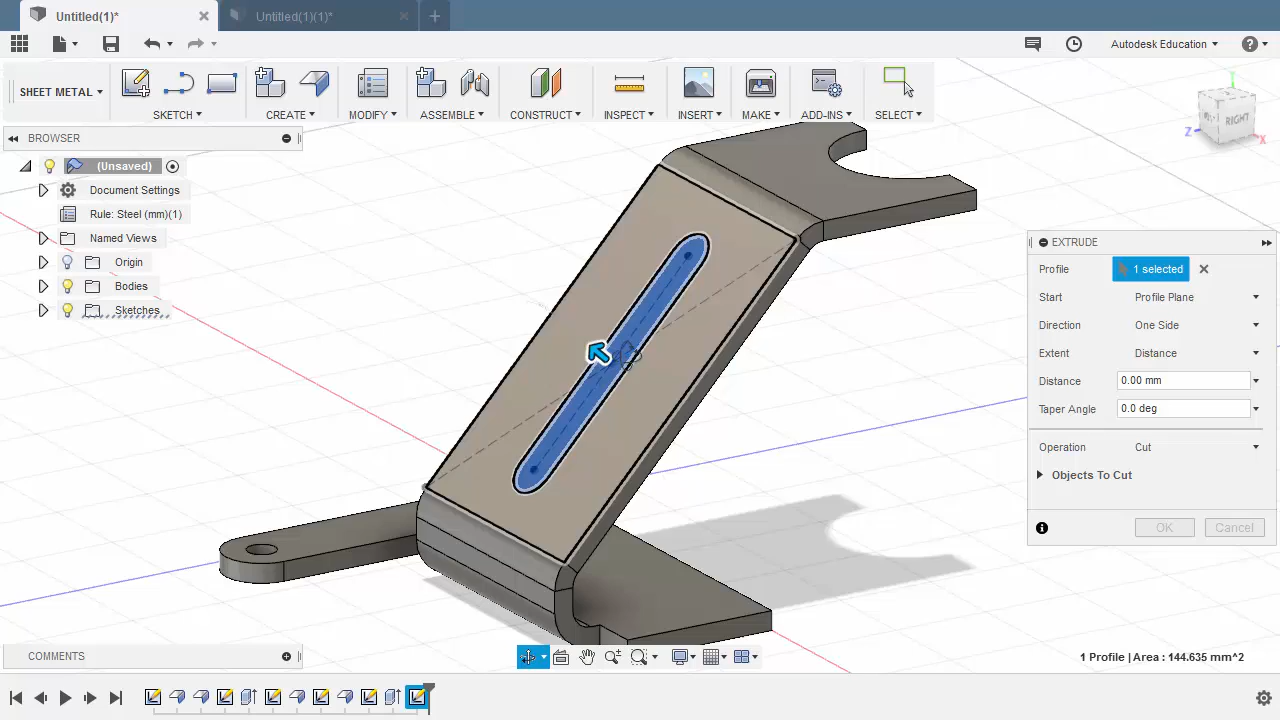 Untitled(1)*
Untitled(1)(1)*
Autodesk Education
SHEET METAL
SKETCH
CREATE
MODIFY
ASSEMBLE
CONSTRUCT
INSPECT
INSERT
MAKE
ADD-INS
SELECT
RIGHT
Y
Z
X
BROWSER
(Unsaved)
Document Settings
Rule: Steel (mm)(1)
Named Views
Origin
Bodies
Sketches
EXTRUDE
Profile 1 selected
Start Profile Plane
Direction One Side
Extent Distance
Distance 0.00 mm
Taper Angle 0.0 deg
Operation Cut
Objects To Cut
OK Cancel
COMMENTS
1 Profile | Area : 144.635 mm^2